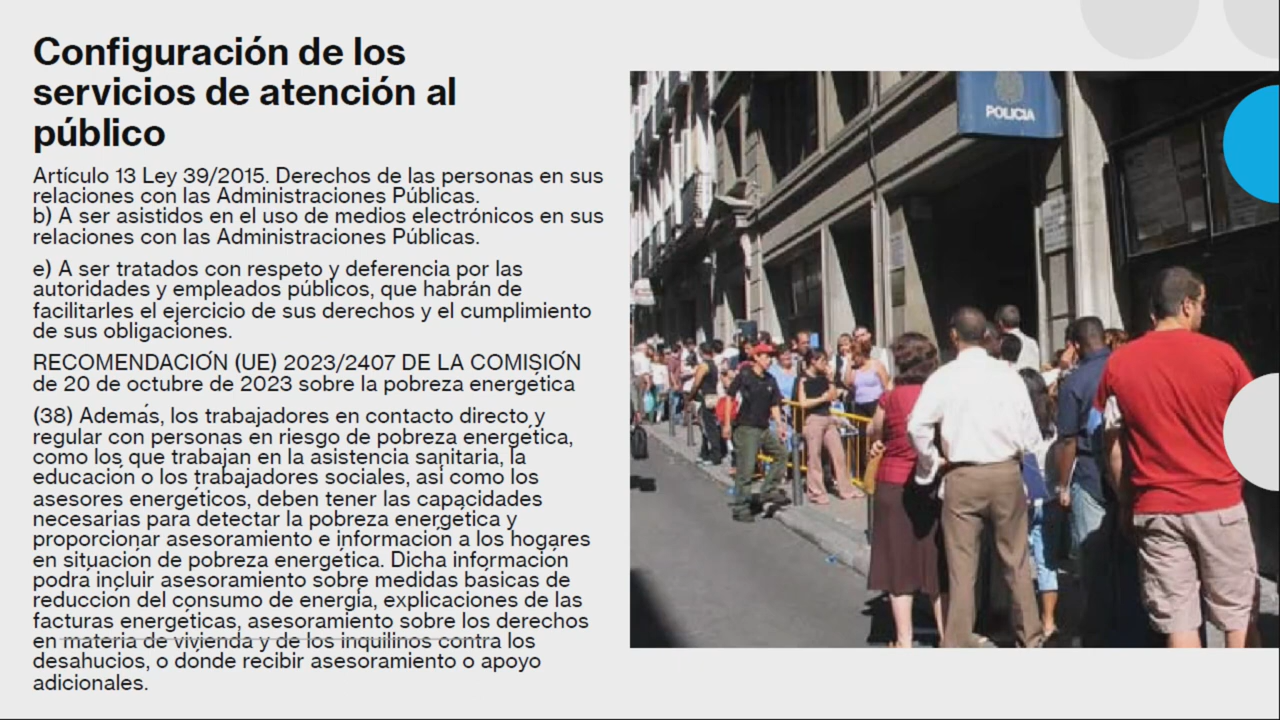 Configuración de los
servicios de atención al
público
Artículo 13 Ley 39/2015. Derechos de las personas en sus
relaciones con las Administraciones Públicas.
b) A ser asistidos en el uso de medios electrónicos en sus
relaciones con las Administraciones Públicas.
e) A ser tratados con respeto y deferencia por las
autoridades y empleados públicos, que habrán de
facilitarles el ejercicio de sus derechos y el cumplimiento
de sus obligaciones.
RECOMENDACIÓN (UE) 2023/2407 DE LA COMISIÓN
de 20 de octubre de 2023 sobre la pobreza energética
(38) Además, los trabajadores en contacto directo y
regular con personas en riesgo de pobreza energética,
como los que trabajan en la asistencia sanitaria, la
educación o los trabajadores sociales, así como los
asesores energéticos, deben tener las capacidades
necesarias para detectar la pobreza energética y
proporcionar asesoramiento e información a los hogares
en situación de pobreza energética. Dicha información
podrá incluir asesoramiento sobre medidas básicas de
reducción del consumo de energía, explicaciones de las
facturas energéticas, asesoramiento sobre los derechos
en materia de vivienda y de los inquilinos contra los
desahucios, o dónde recibir asesoramiento o apoyo
adicionales.
POLICIA